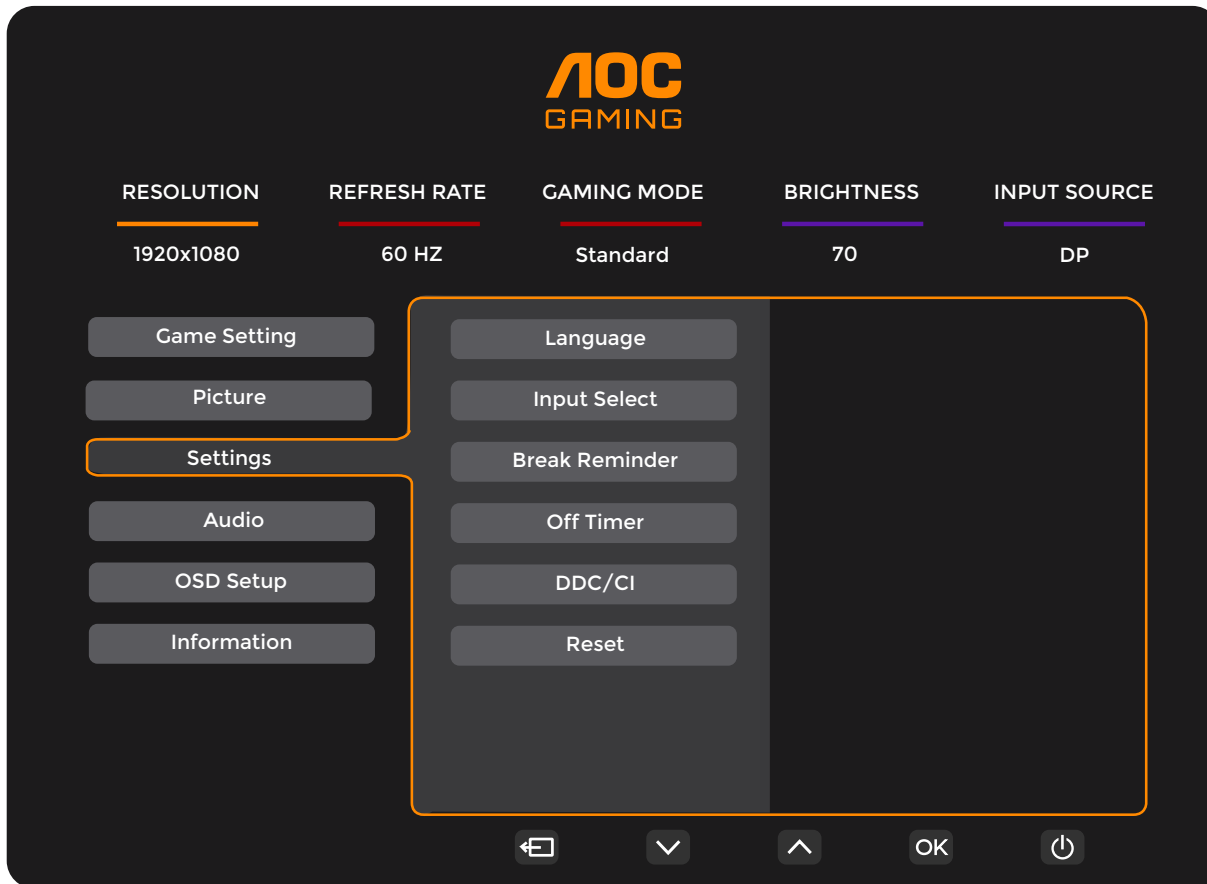 AOC
GAMING
RESOLUTION REFRESH RATE GAMING MODE BRIGHTNESS INPUT SOURCE
1920x1080 60 HZ Standard 70 DP
Game Setting
Picture
Settings
Audio
OSD Setup
Information
Language
Input Select
Break Reminder
Off Timer
DDC/CI
Reset
OK